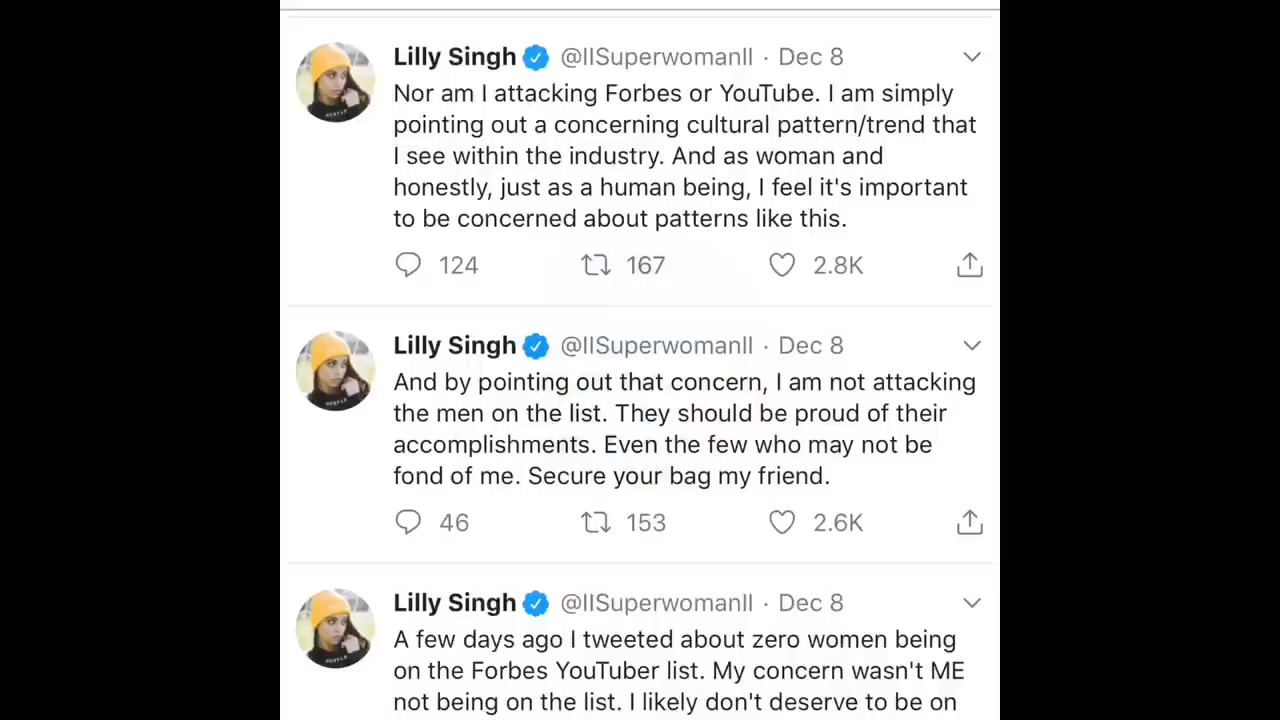 Lilly Singh @IISuperwomanII · Dec 8
Nor am I attacking Forbes or YouTube. I am simply
pointing out a concerning cultural pattern/trend that
I see within the industry. And as woman and
honestly, just as a human being, I feel it's important
to be concerned about patterns like this.
124 167 2.8K
Lilly Singh @IISuperwomanII · Dec 8
And by pointing out that concern, I am not attacking
the men on the list. They should be proud of their
accomplishments. Even the few who may not be
fond of me. Secure your bag my friend.
46 153 2.6K
Lilly Singh @IISuperwomanII · Dec 8
A few days ago I tweeted about zero women being
on the Forbes YouTuber list. My concern wasn't ME
not being on the list. I likely don't deserve to be on